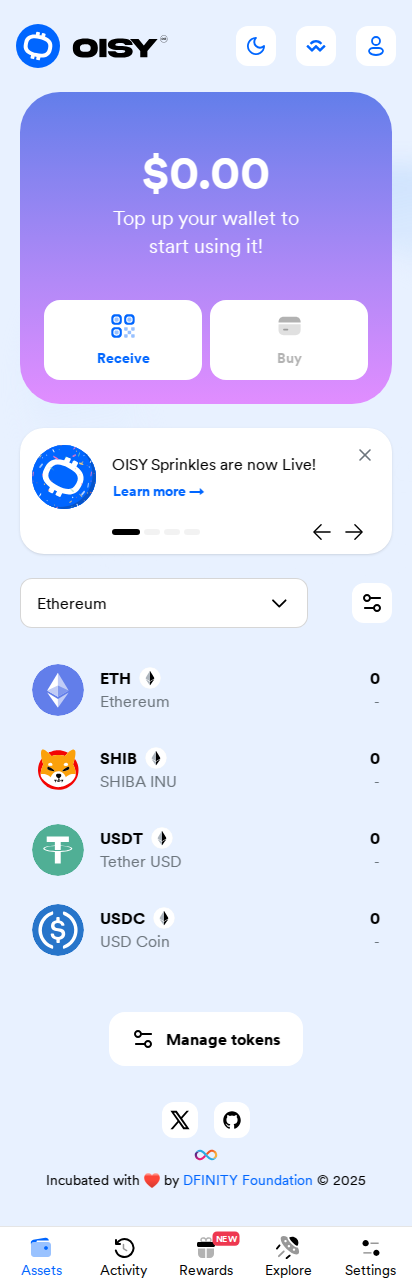 OISY
$0.00
Top up your wallet to
start using it!
Receive
Buy
OISY Sprinkles are now Live!
Learn more →
Ethereum
ETH
0
Ethereum
-
SHIB
0
SHIBA INU
-
USDT
0
Tether USD
-
USDC
0
USD Coin
-
Manage tokens
Incubated with ❤️ by DFINITY Foundation © 2025
NEW
Assets
Activity
Rewards
Explore
Settings